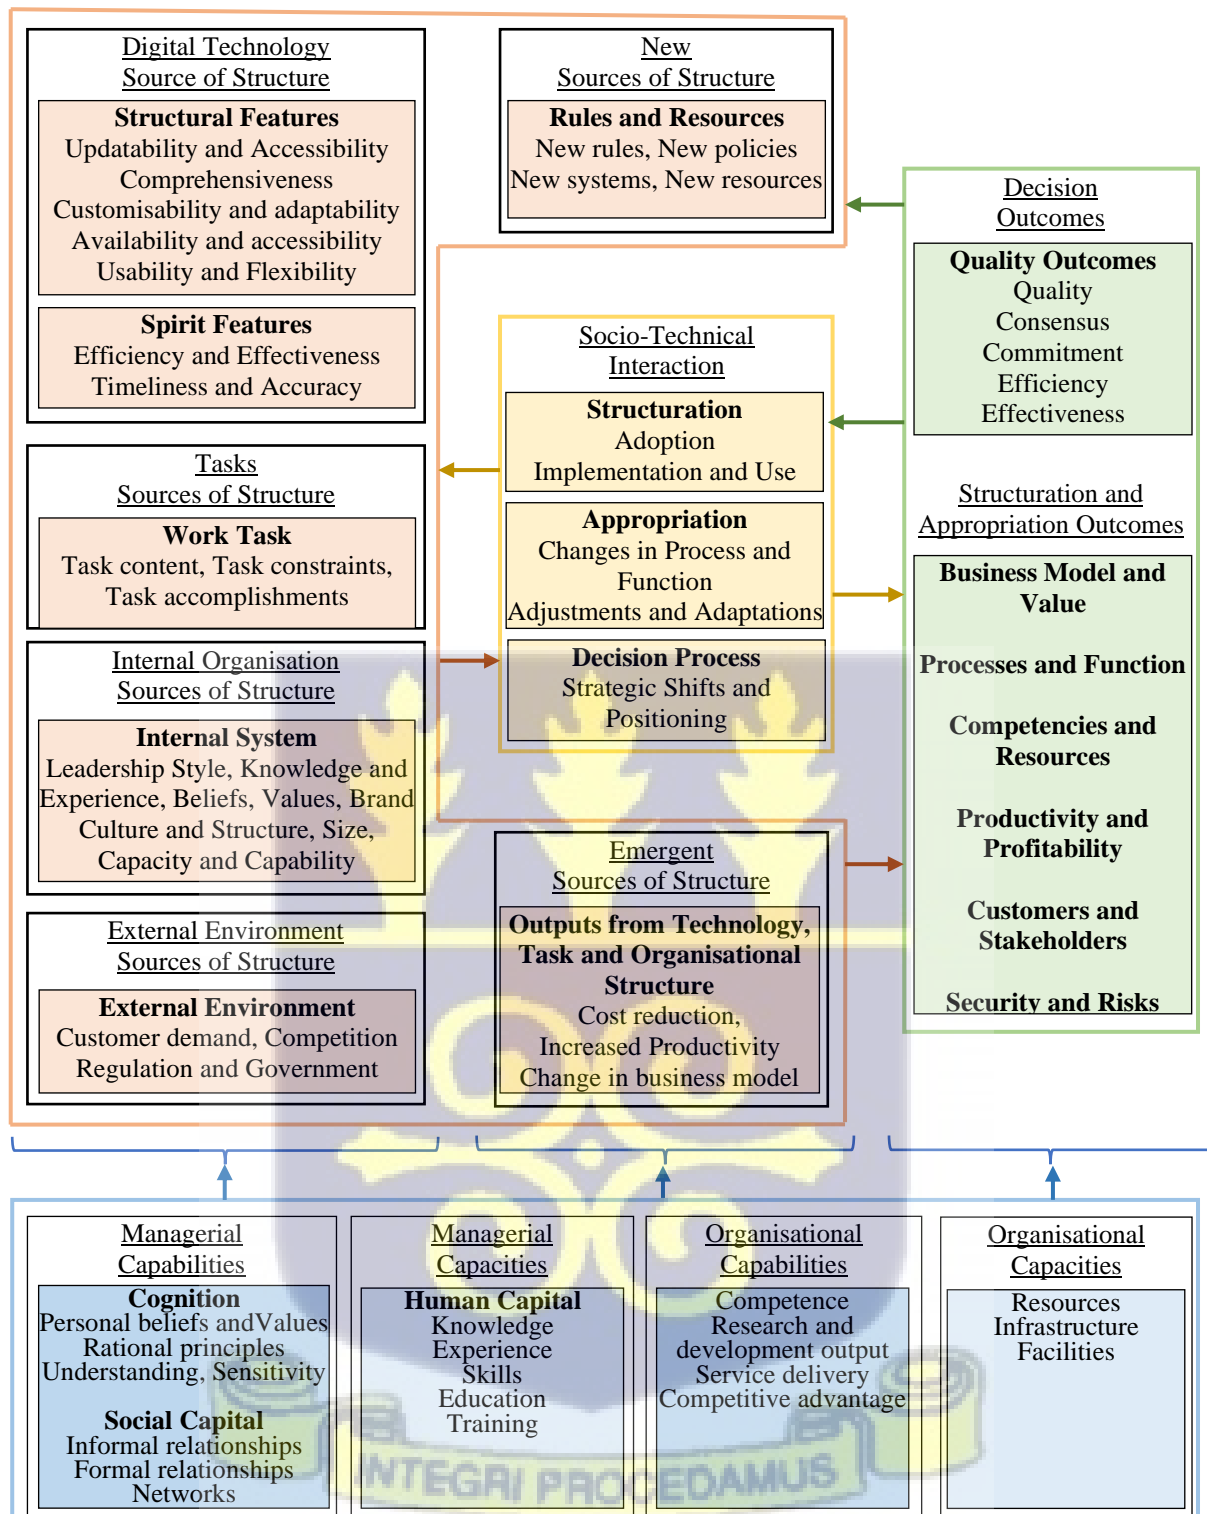 Digital Technology
Source of Structure
Structural Features
Updatability and Accessibility
Comprehensiveness
Customisability and adaptability
Availability and accessibility
Usability and Flexibility
Spirit Features
Efficiency and Effectiveness
Timeliness and Accuracy
Tasks
Sources of Structure
Work Task
Task content, Task constraints,
Task accomplishments
Internal Organisation
Sources of Structure
Internal System
Leadership Style, Knowledge and
Experience, Beliefs, Values, Brand
Culture and Structure, Size,
Capacity and Capability
External Environment
Sources of Structure
External Environment
Customer demand, Competition
Regulation and Government
New
Sources of Structure
Rules and Resources
New rules, New policies
New systems, New resources
Socio-Technical
Interaction
Structuration
Adoption
Implementation and Use
Appropriation
Changes in Process and
Function
Adjustments and Adaptations
Decision Process
Strategic Shifts and
Positioning
Emergent
Sources of Structure
Outputs from Technology,
Task and Organisational
Structure
Cost reduction,
Increased Productivity
Change in business model
Decision
Outcomes
Quality Outcomes
Quality
Consensus
Commitment
Efficiency
Effectiveness
Structuration and
Appropriation Outcomes
Business Model and
Value
Processes and Function
Competencies and
Resources
Productivity and
Profitability
Customers and
Stakeholders
Security and Risks
Managerial
Capabilities
Cognition
Personal beliefs andValues
Rational principles
Understanding, Sensitivity
Social Capital
Informal relationships
Formal relationships
Networks
Managerial
Capacities
Human Capital
Knowledge
Experience
Skills
Education
Training
Organisational
Capabilities
Competence
Research and
development output
Service delivery
Competitive advantage
Organisational
Capacities
Resources
Infrastructure
Facilities
INTEGRI PROCEDAMUS